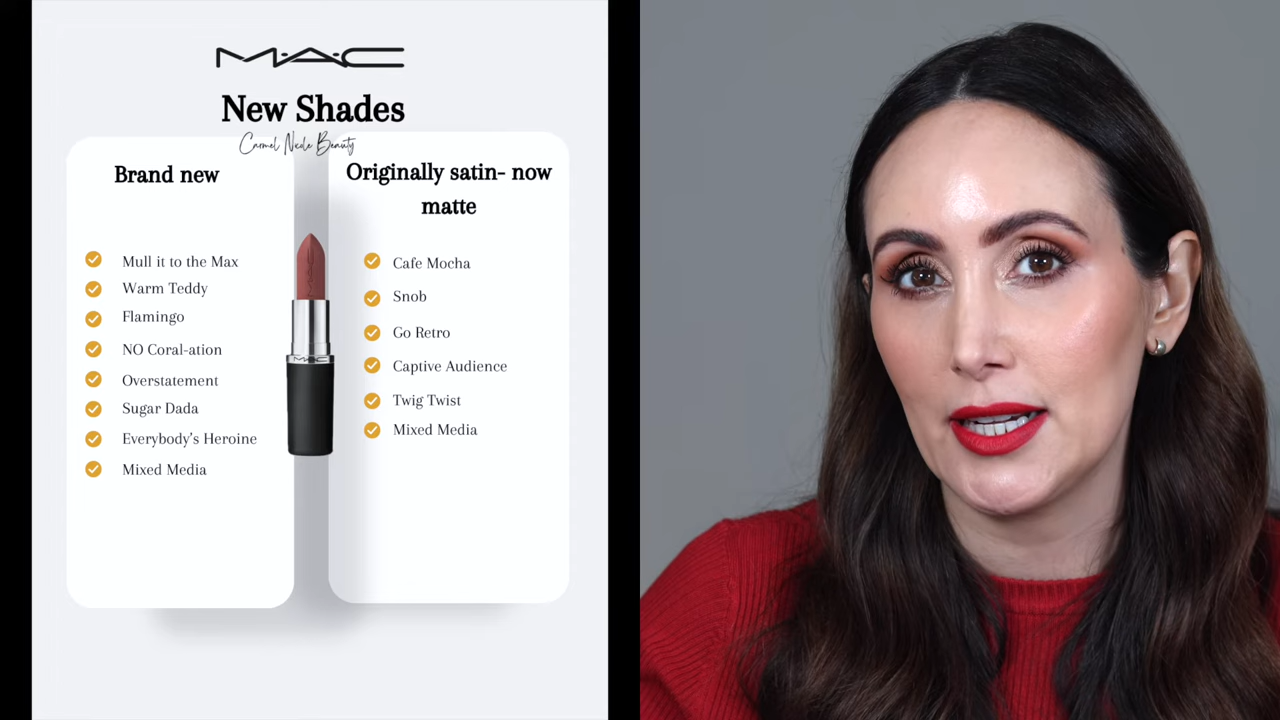 M·A·C
New Shades
Carmel Nicole Beauty
Brand new
Mull it to the Max
Warm Teddy
Flamingo
NO Coral-ation
Overstatement
Sugar Dada
Everybody's Heroine
Mixed Media
Originally satin- now
matte
Cafe Mocha
Snob
Go Retro
Captive Audience
Twig Twist
Mixed Media
MAC